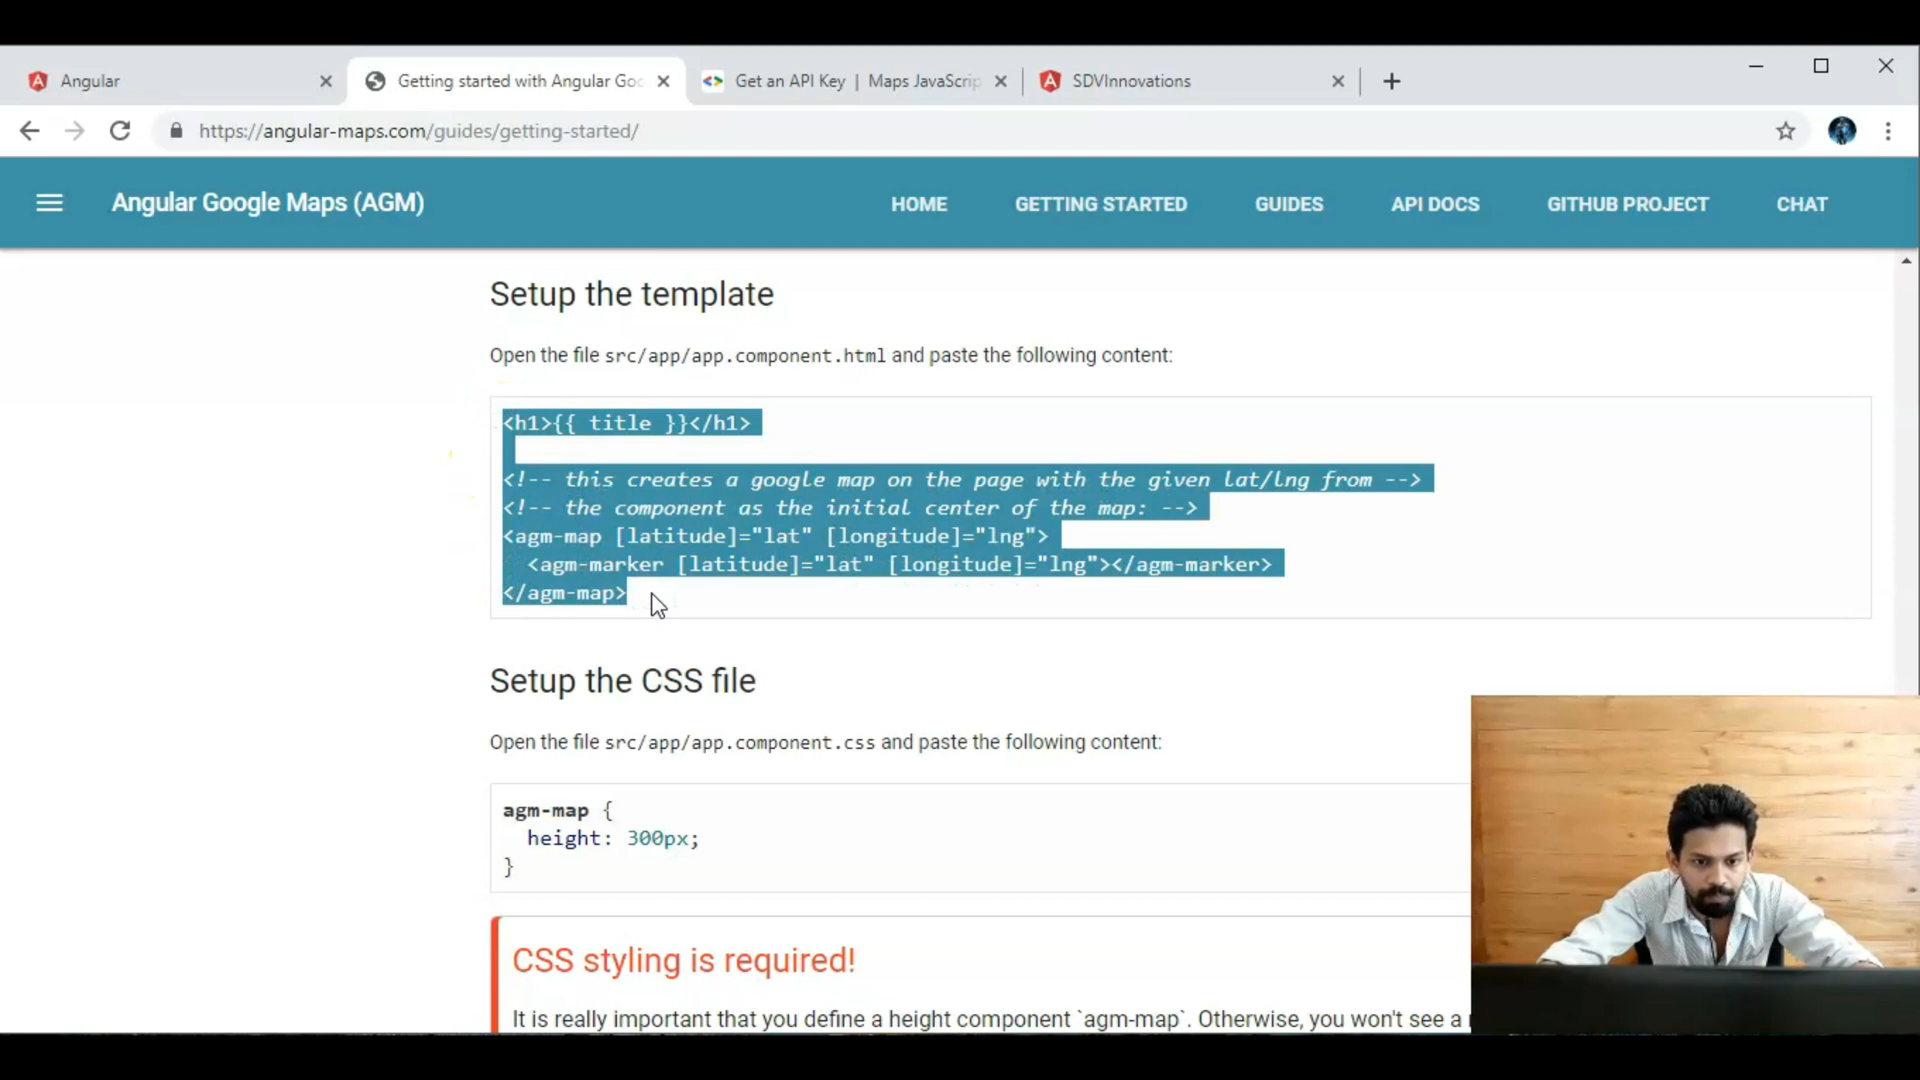 Angular
Getting started with Angular Goo
Get an API Key | Maps JavaScrip
SDVInnovations
https://angular-maps.com/guides/getting-started/
Angular Google Maps (AGM)
HOME
GETTING STARTED
GUIDES
API DOCS
GITHUB PROJECT
CHAT
Setup the template
Open the file src/app/app.component.html and paste the following content:
<h1>{{ title }}</h1>
<!-- this creates a google map on the page with the given lat/lng from -->
<!-- the component as the initial center of the map: -->
<agm-map [latitude]="lat" [longitude]="lng">
<agm-marker [latitude]="lat" [longitude]="lng"></agm-marker>
</agm-map>
Setup the CSS file
Open the file src/app/app.component.css and paste the following content:
agm-map {
height: 300px;
}
CSS styling is required!
It is really important that you define a height component `agm-map`. Otherwise, you won't see a